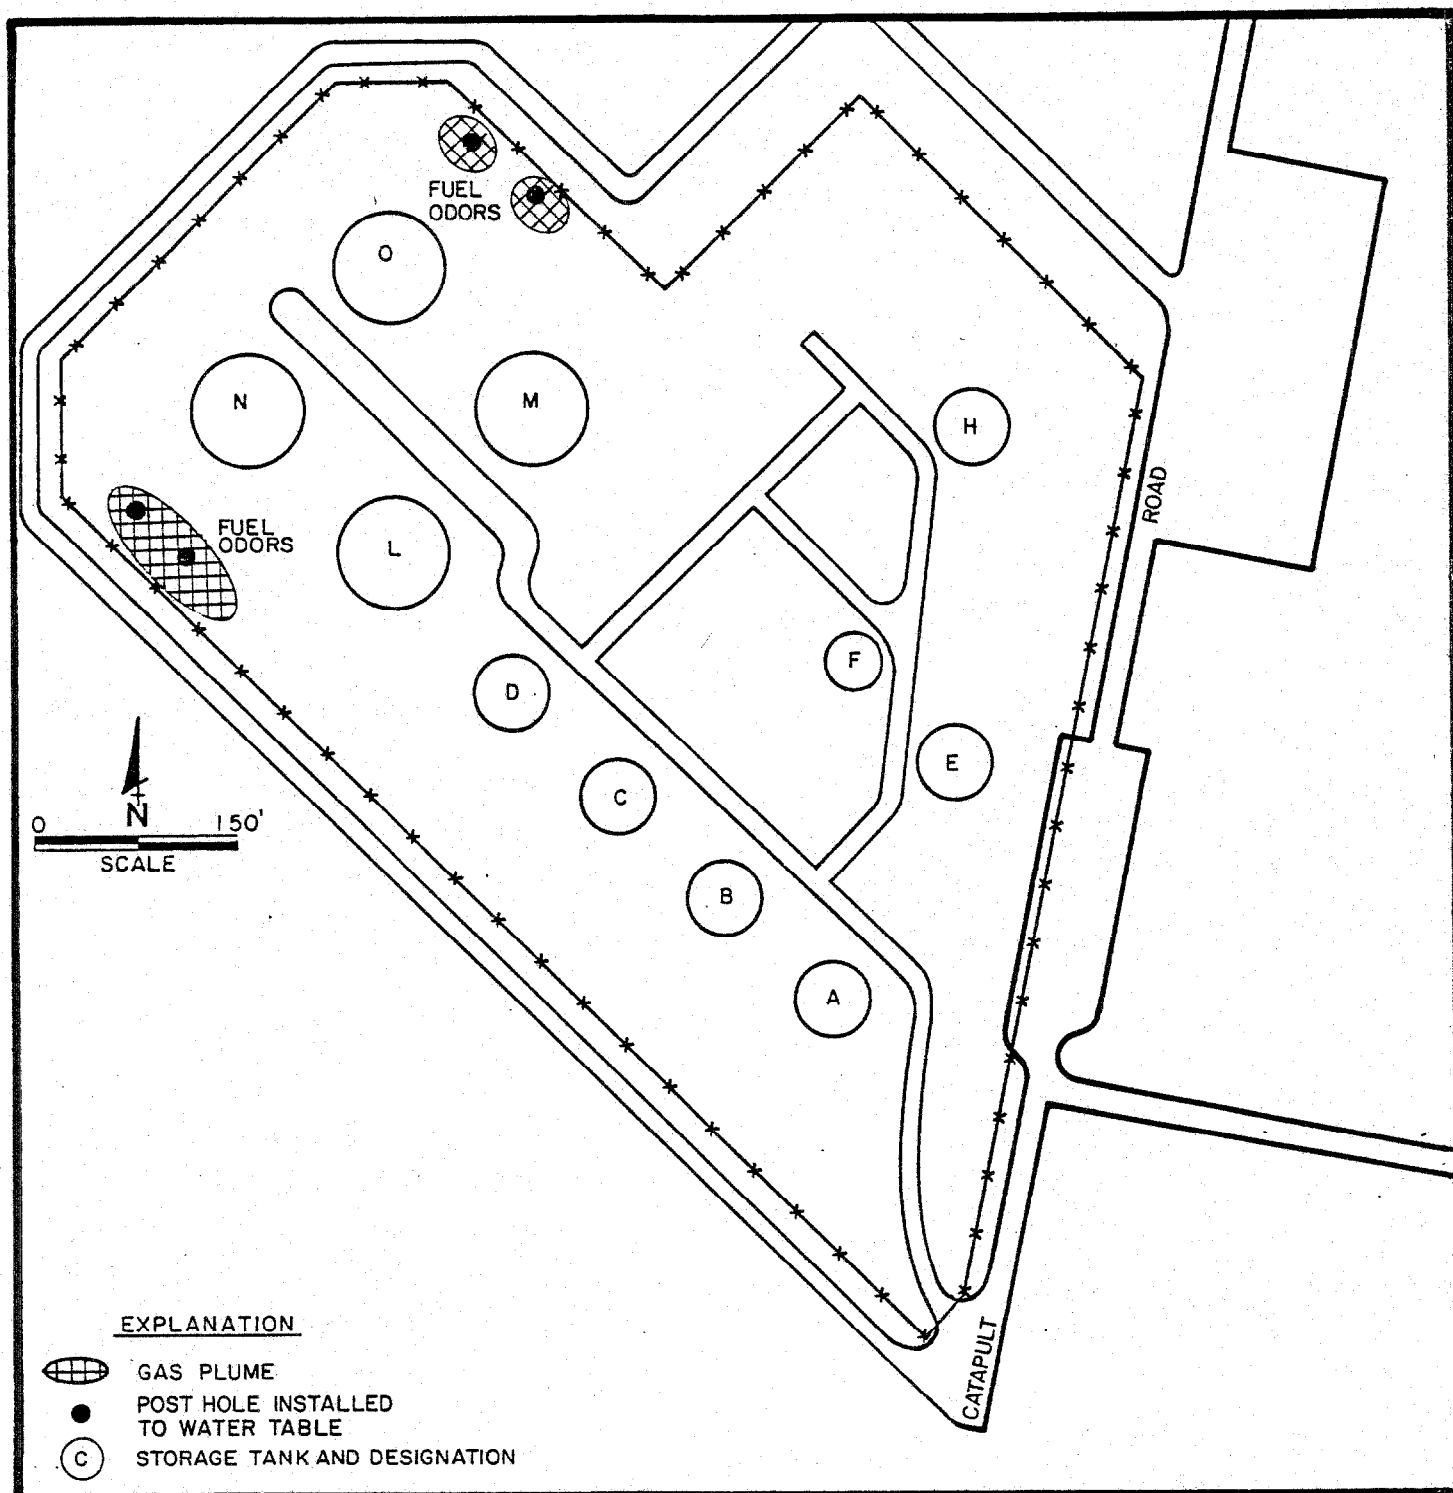 FUEL
ODORS
O
N
M
H
ROAD
FUEL
ODORS
L
F
D
E
C
N
0 150'
SCALE
B
A
CATAPULT
EXPLANATION
GAS PLUME
POST HOLE INSTALLED
TO WATER TABLE
C STORAGE TANK AND DESIGNATION